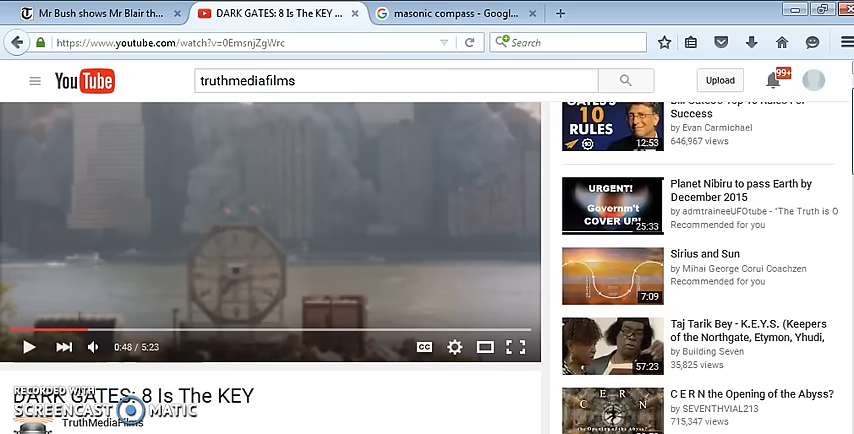 Mr Bush shows Mr Blair th...
DARK GATES: 8 Is The KEY ...
masonic compass - Googl...
https://www.youtube.com/watch?v=0EmsnjZgWrc
Search
YouTube
truthmediafilms
Upload
99+
10
RULES
12:53
Success
by Evan Carmichael
646,967 views
URGENT!
Governm't
COVER UP!
25:33
Planet Nibiru to pass Earth by
December 2015
by admtraineeUFOtube - "The Truth is O
Recommended for you
7:09
Sirius and Sun
by Mihai George Corui Coachzen
Recommended for you
57:23
Taj Tarik Bey - K.E.Y.S. (Keepers
of the Northgate, Etymon, Yhudi,
by Building Seven
35,825 views
C E R N
the Opening of the Abyss?
C E R N the Opening of the Abyss?
by SEVENTHVIAL213
715,347 views
0:48 / 5:23
CC
DARK GATES: 8 Is The KEY
RECORDED WITH
SCREENCAST MATIC
TruthMediaFilms